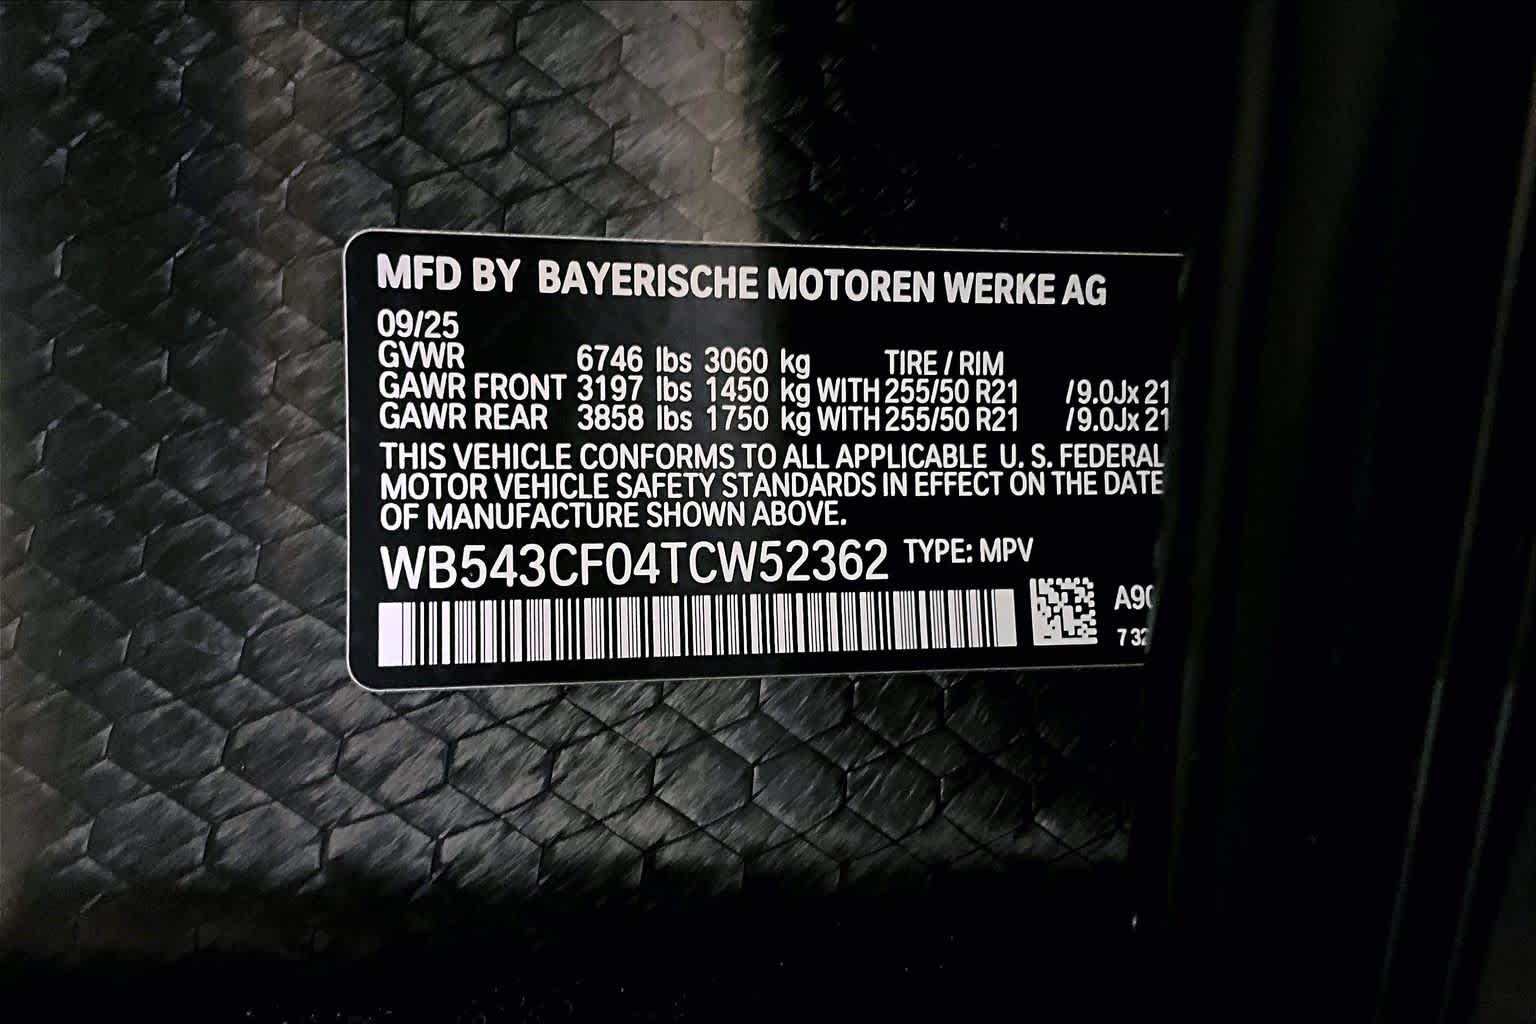 MFD BY BAYERISCHE MOTOREN WERKE AG
09/25
GVWR 6746 lbs 3060 kg TIRE / RIM
GAWR FRONT 3197 lbs 1450 kg WITH 255/50 R21 /9.0Jx 21
GAWR REAR 3858 lbs 1750 kg WITH 255/50 R21 /9.0Jx 21
THIS VEHICLE CONFORMS TO ALL APPLICABLE U. S. FEDERAL
MOTOR VEHICLE SAFETY STANDARDS IN EFFECT ON THE DATE
OF MANUFACTURE SHOWN ABOVE.
WB543CF04TCW52362 TYPE: MPV